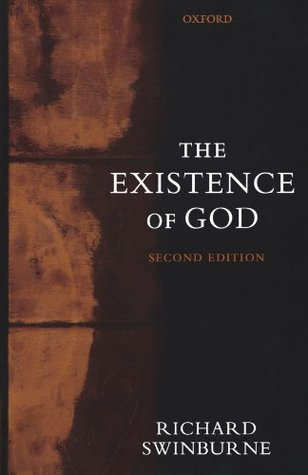 OXFORD
THE
EXISTENCE
OF GOD
SECOND EDITION
RICHARD
SWINBURNE